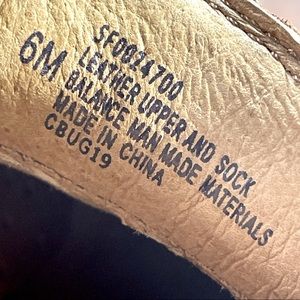 6M
SF0024700
LEATHER UPPER AND SOCK
BALANCE MAN MADE MATERIALS
MADE IN CHINA
CBUG19